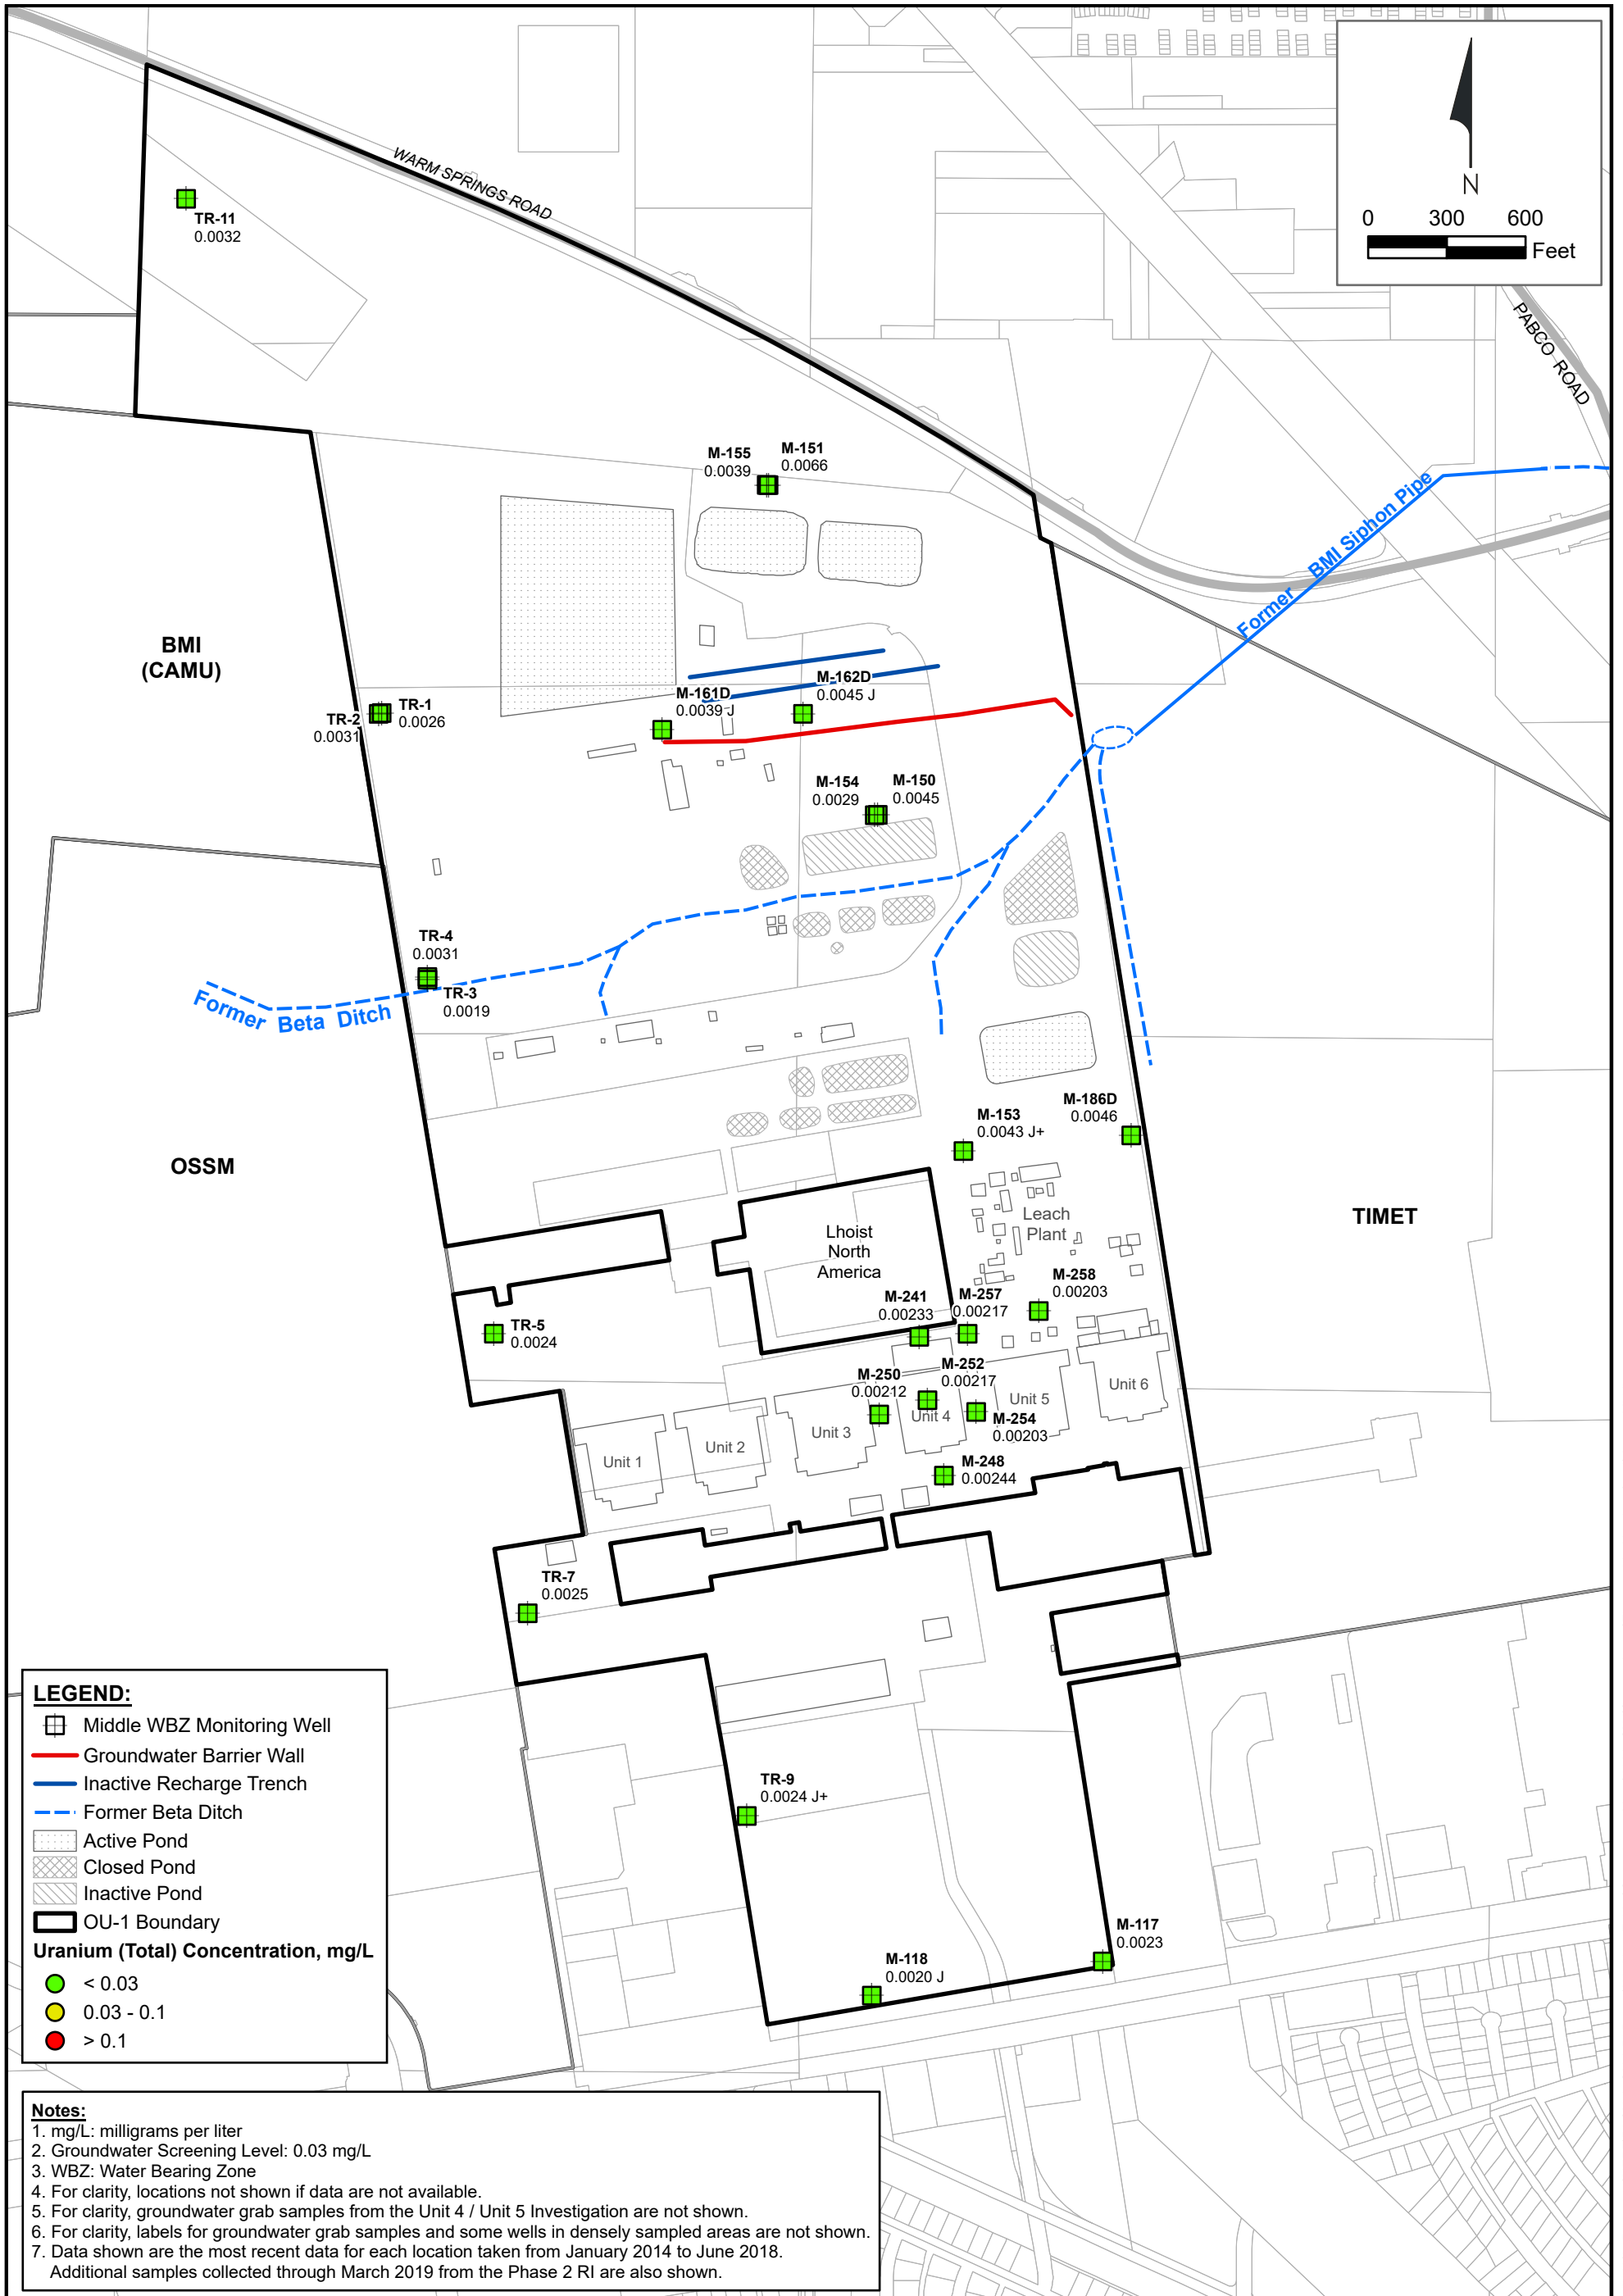 N
0 300 600
Feet
WARM SPRINGS ROAD
PABCO ROAD
TR-11
0.0032
M-155
0.0039
M-151
0.0066
Former BMI Siphon Pipe
BMI
(CAMU)
M-161D
0.0039 J
M-162D
0.0045 J
TR-2
0.0031
TR-1
0.0026
M-154
0.0029
M-150
0.0045
TR-4
0.0031
TR-3
0.0019
Former Beta Ditch
M-153
0.0043 J+
M-186D
0.0046
OSSM
TIMET
Leach
Plant
Lhoist
North
America
M-241
0.00233
M-257
0.00217
M-258
0.00203
TR-5
0.0024
M-250
0.00212
M-252
0.00217
M-254
0.00203
Unit 1
Unit 2
Unit 3
Unit 4
Unit 5
Unit 6
M-248
0.00244
TR-7
0.0025
TR-9
0.0024 J+
M-118
0.0020 J
M-117
0.0023
LEGEND:
Middle WBZ Monitoring Well
Groundwater Barrier Wall
Inactive Recharge Trench
Former Beta Ditch
Active Pond
Closed Pond
Inactive Pond
OU-1 Boundary
Uranium (Total) Concentration, mg/L
< 0.03
0.03 - 0.1
> 0.1
Notes:
1. mg/L: milligrams per liter
2. Groundwater Screening Level: 0.03 mg/L
3. WBZ: Water Bearing Zone
4. For clarity, locations not shown if data are not available.
5. For clarity, groundwater grab samples from the Unit 4 / Unit 5 Investigation are not shown.
6. For clarity, labels for groundwater grab samples and some wells in densely sampled areas are not shown.
7. Data shown are the most recent data for each location taken from January 2014 to June 2018.
Additional samples collected through March 2019 from the Phase 2 RI are also shown.